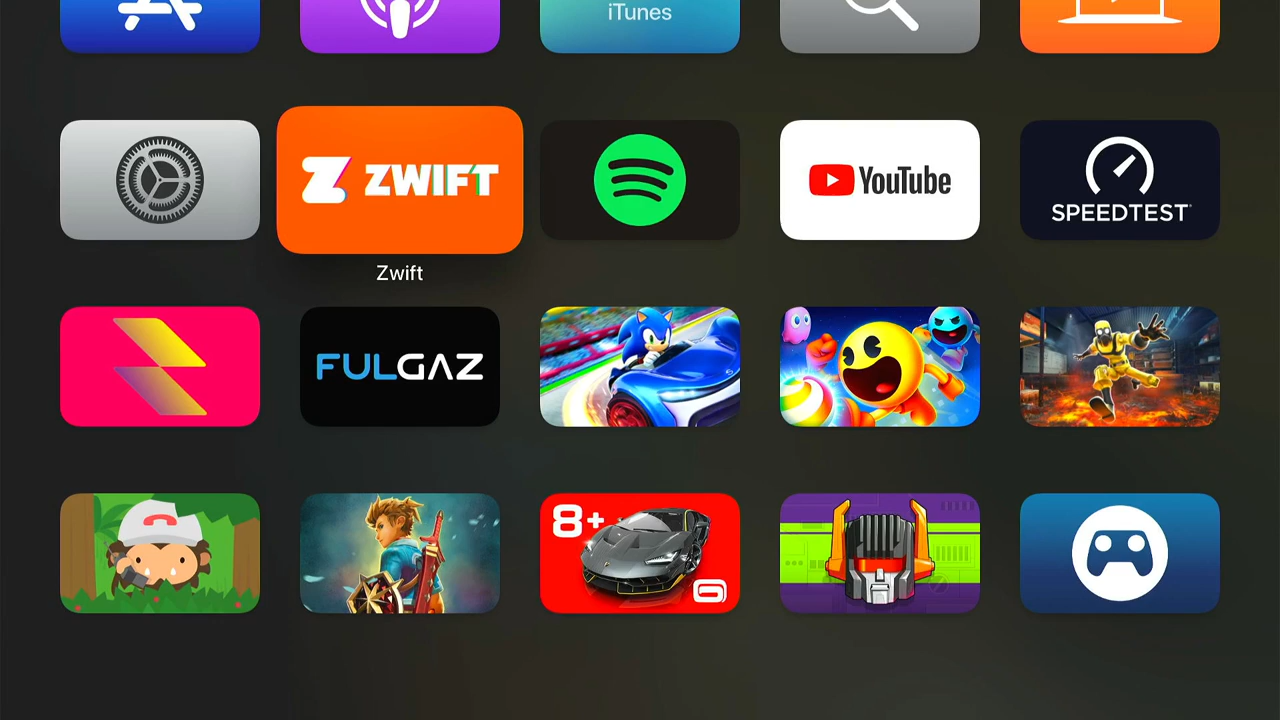 iTunes
ZWIFT
YouTube
SPEEDTEST
Zwift
FULGAZ
8+